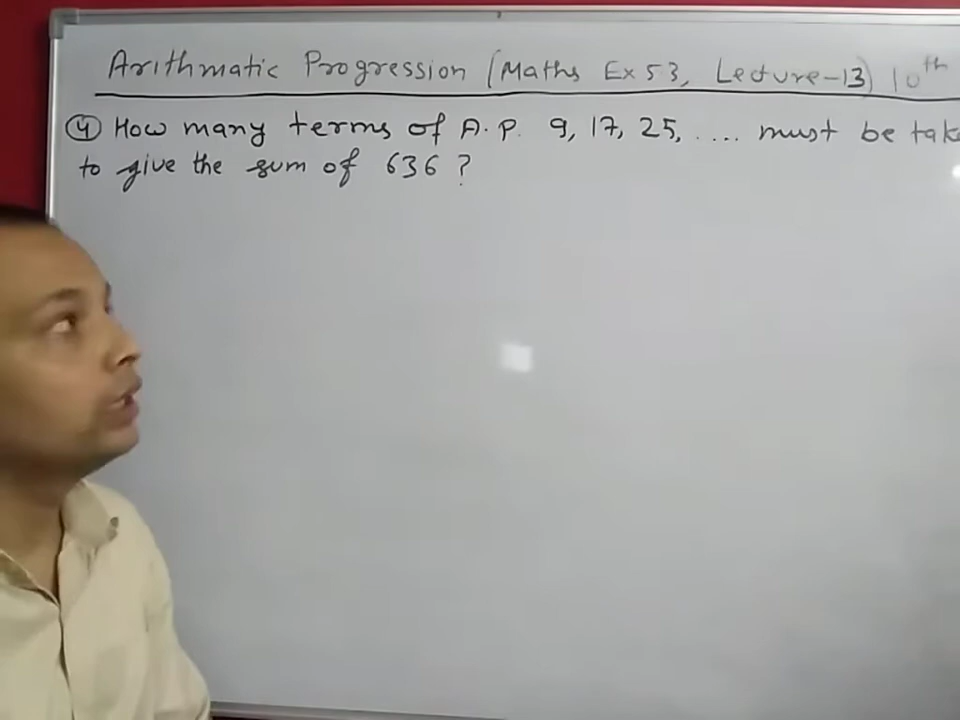 Arithmatic Progression (Maths Ex 5.3, Lecture-13) 10th
④ How many terms of A.P. 9, 17, 25, .... must be take
to give the sum of 636 ?